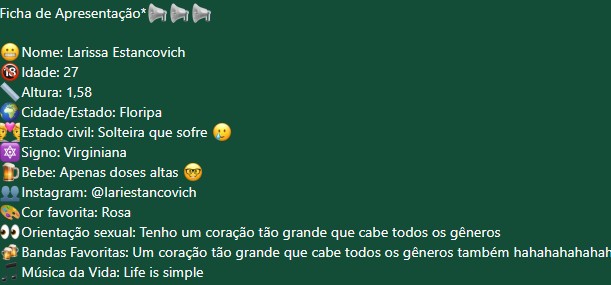 Ficha de Apresentação*📢📢📢
😬Nome: Larissa Estancovich
🔞Idade: 27
📏Altura: 1,58
🌍Cidade/Estado: Floripa
💏Estado civil: Solteira que sofre 🥲
🔯Signo: Virginiana
🍺Bebe: Apenas doses altas 🤓
👥Instagram: @lariestancovich
🎨Cor favorita: Rosa
👀Orientação sexual: Tenho um coração tão grande que cabe todos os gêneros
🍻Bandas Favoritas: Um coração tão grande que cabe todos os gêneros também hahahahahahah
🎵Música da Vida: Life is simple